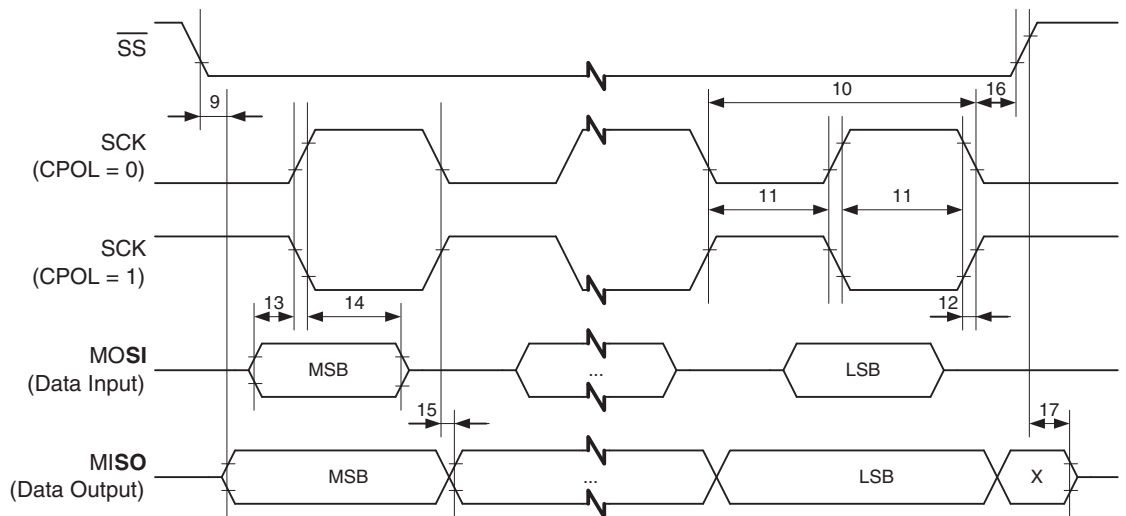 SS
9
10
16
SCK
(CPOL = 0)
11
11
SCK
(CPOL = 1)
13
14
12
MOSI
(Data Input)
MSB
...
LSB
15
17
MISO
(Data Output)
MSB
...
LSB
X